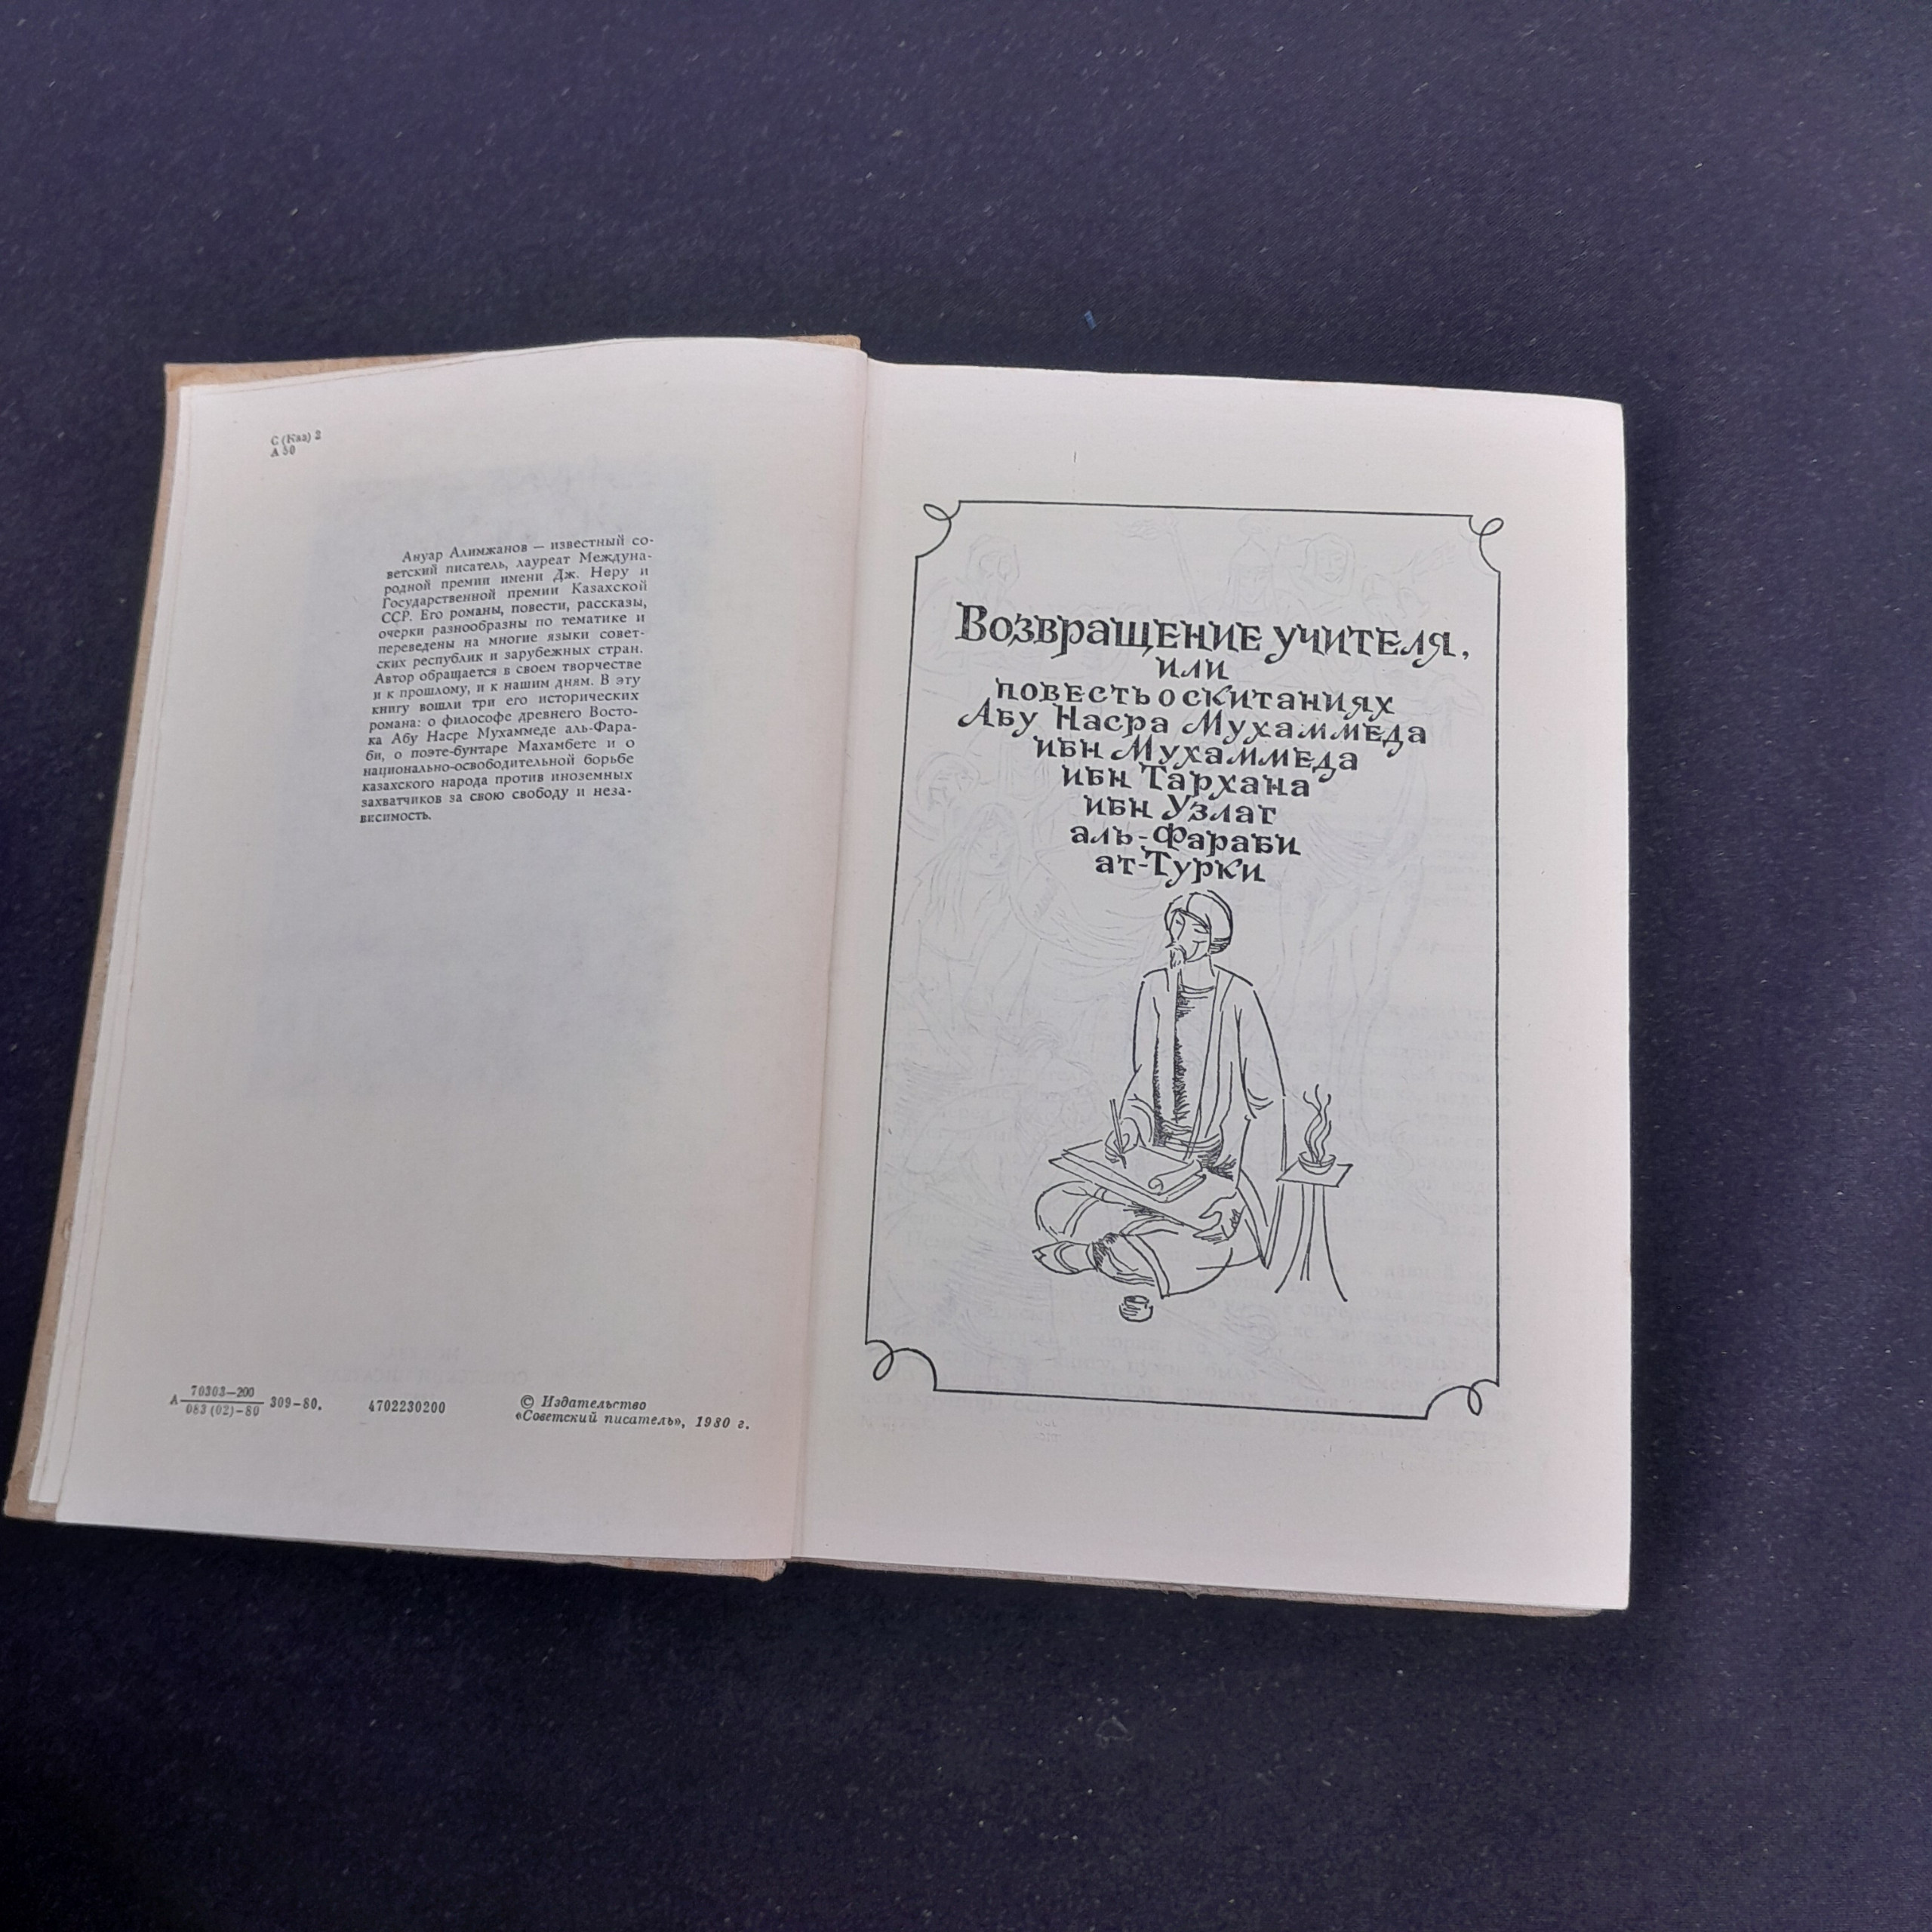 С (Каз) 2
А 50
Ануар Алимжанов — известный со-
ветский писатель, лауреат Междуна-
родной премии имени Дж. Неру и
Государственной премии Казахской
ССР. Его романы, повести, рассказы,
очерки разнообразны по тематике и
переведены на многие языки совет-
ских республик и зарубежных стран.
Автор обращается в своем творчестве
и к прошлому, и к нашим дням. В эту
книгу вошли три его исторических
романа: о философе древнего Восто-
ка Абу Насре Мухаммеде аль-Фара-
би, о поэте-бунтаре Махамбете и о
национально-освободительной борьбе
казахского народа против иноземных
захватчиков за свою свободу и неза-
висимость.
А 70303—200
083 (02)—80 309—80. 4702230200
© Издательство
«Советский писатель», 1980 г.
Возвращение учителя,
или
повесть о скитаниях
Абу Насра Мухаммеда
ибн Мухаммеда
ибн Тархана
ибн Узлаг
аль-Фараби
ат-Турки